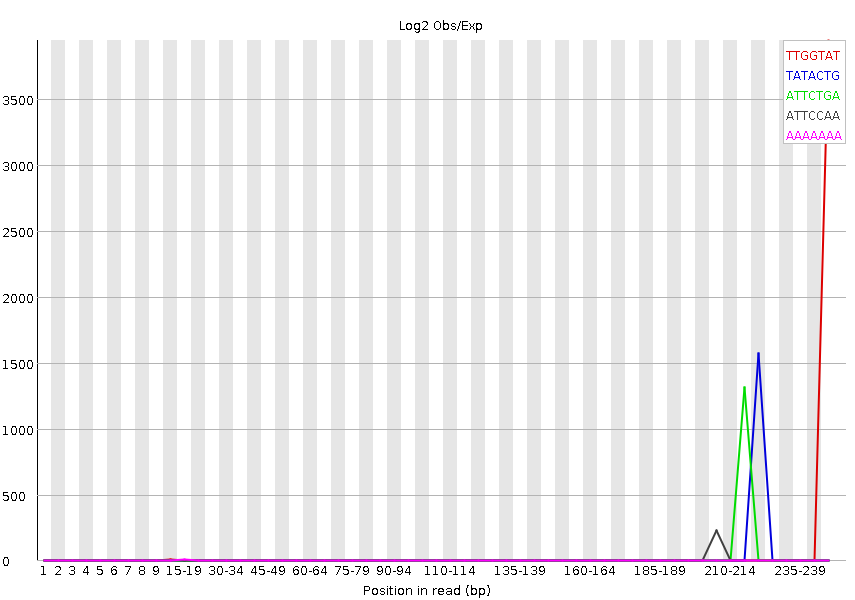 Log2 Obs/Exp
TTGGTAT
TATACTG
ATTCTGA
ATTCCAA
AAAAAAA
3500
3000
2500
2000
1500
1000
500
0
1 2 3 4 5 6 7 8 9 15-19 30-34 45-49 60-64 75-79 90-94 110-114 135-139 160-164 185-189 210-214 235-239
Position in read (bp)